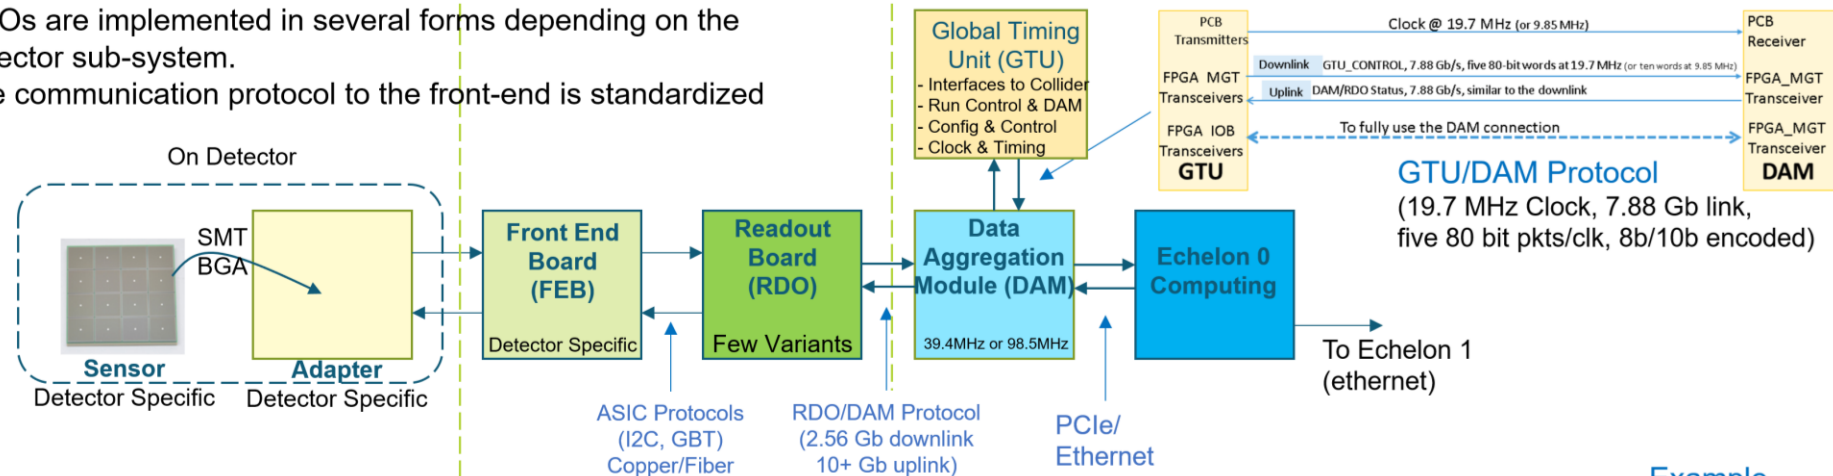 Os are implemented in several forms depending on the
ector sub-system.
e communication protocol to the front-end is standardized
On Detector
SMT
BGA
Sensor
Detector Specific
Adapter
Detector Specific
Front End
Board
(FEB)
Detector Specific
Readout
Board
(RDO)
Few Variants
Global Timing
Unit (GTU)
- Interfaces to Collider
- Run Control & DAM
- Config & Control
- Clock & Timing
Data
Aggregation
Module (DAM)
39.4MHz or 98.5MHz
Echelon 0
Computing
To Echelon 1
(ethernet)
ASIC Protocols
(I2C, GBT)
Copper/Fiber
RDO/DAM Protocol
(2.56 Gb downlink
10+ Gb uplink)
PCIe/
Ethernet
PCB
Transmitters
FPGA MGT
Transceivers
FPGA IOB
Transceivers
GTU
Clock @ 19.7 MHz (or 9.85 MHz)
Downlink GTU_CONTROL, 7.88 Gb/s, five 80-bit words at 19.7 MHz (or ten words at 9.85 MHz)
Uplink DAM/RDO Status, 7.88 Gb/s, similar to the downlink
To fully use the DAM connection
PCB
Receiver
FPGA_MGT
Transceiver
FPGA_MGT
Transceiver
DAM
GTU/DAM Protocol
(19.7 MHz Clock, 7.88 Gb link,
five 80 bit pkts/clk, 8b/10b encoded)